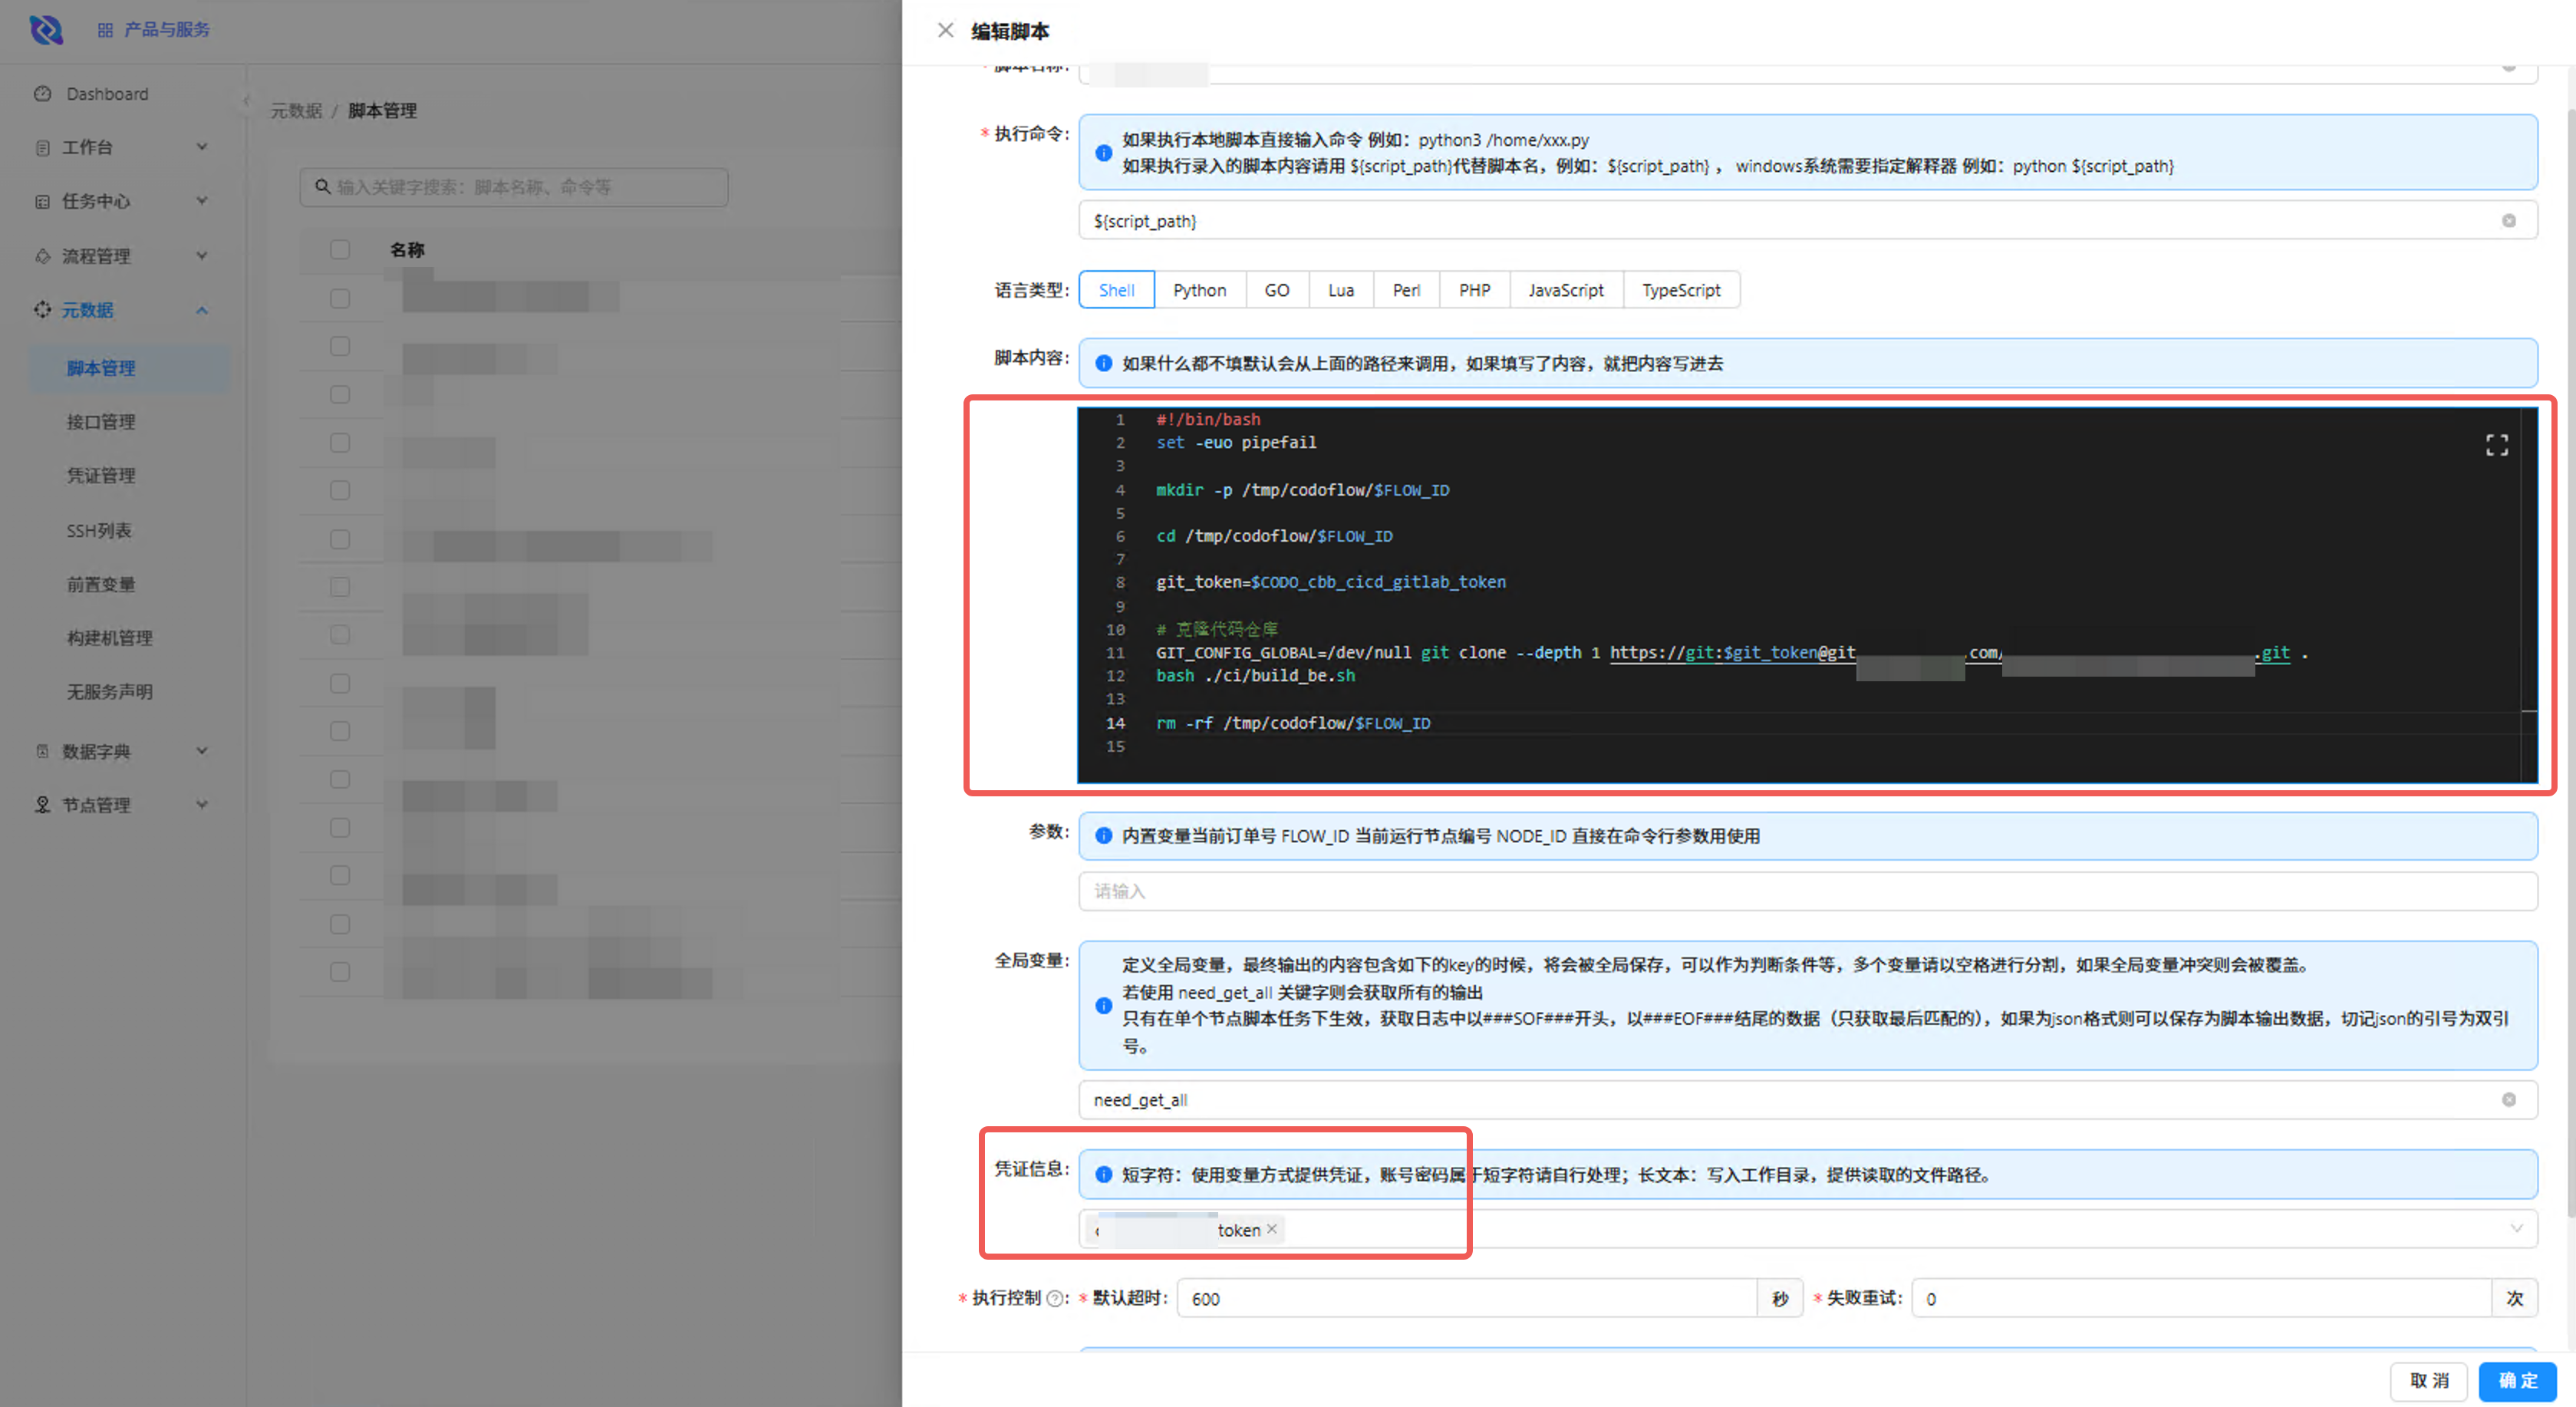 产品与服务
Dashboard
工作台
任务中心
流程管理
元数据
脚本管理
接口管理
凭证管理
SSH列表
前置变量
构建机管理
无服务声明
数据字典
节点管理
元数据 / 脚本管理
输入关键字搜索：脚本名称、命令等
名称
编辑脚本
* 脚本名称:
* 执行命令:
如果执行本地脚本直接输入命令 例如：python3 /home/xxx.py
如果执行录入的脚本内容请用 ${script_path}代替脚本名，例如：${script_path} ， windows系统需要指定解释器 例如：python ${script_path}
${script_path}
语言类型:
Shell Python GO Lua Perl PHP JavaScript TypeScript
脚本内容:
如果什么都不填默认会从上面的路径来调用，如果填写了内容，就把内容写进去
1 #!/bin/bash
2 set -euo pipefail
3
4 mkdir -p /tmp/codoflow/$FLOW_ID
5
6 cd /tmp/codoflow/$FLOW_ID
7
8 git_token=$CODO_cbb_cicd_gitlab_token
9
10 # 克隆代码仓库
11 GIT_CONFIG_GLOBAL=/dev/null git clone --depth 1 https://git:$git_token@git .com/ .git .
12 bash ./ci/build_be.sh
13
14 rm -rf /tmp/codoflow/$FLOW_ID
15
参数:
内置变量当前订单号 FLOW_ID 当前运行节点编号 NODE_ID 直接在命令行参数用使用
请输入
全局变量:
定义全局变量，最终输出的内容包含如下的key的时候，将会被全局保存，可以作为判断条件等，多个变量请以空格进行分割，如果全局变量冲突则会被覆盖。
若使用 need_get_all 关键字则会获取所有的输出
只有在单个节点脚本任务下生效，获取日志中以###SOF###开头，以###EOF###结尾的数据（只获取最后匹配的），如果为json格式则可以保存为脚本输出数据，切记json的引号为双引
号。
need_get_all
凭证信息:
短字符：使用变量方式提供凭证，账号密码属于短字符请自行处理；长文本：写入工作目录，提供读取的文件路径。
token
* 执行控制 : * 默认超时: 600 秒 * 失败重试: 0 次
取 消
确 定